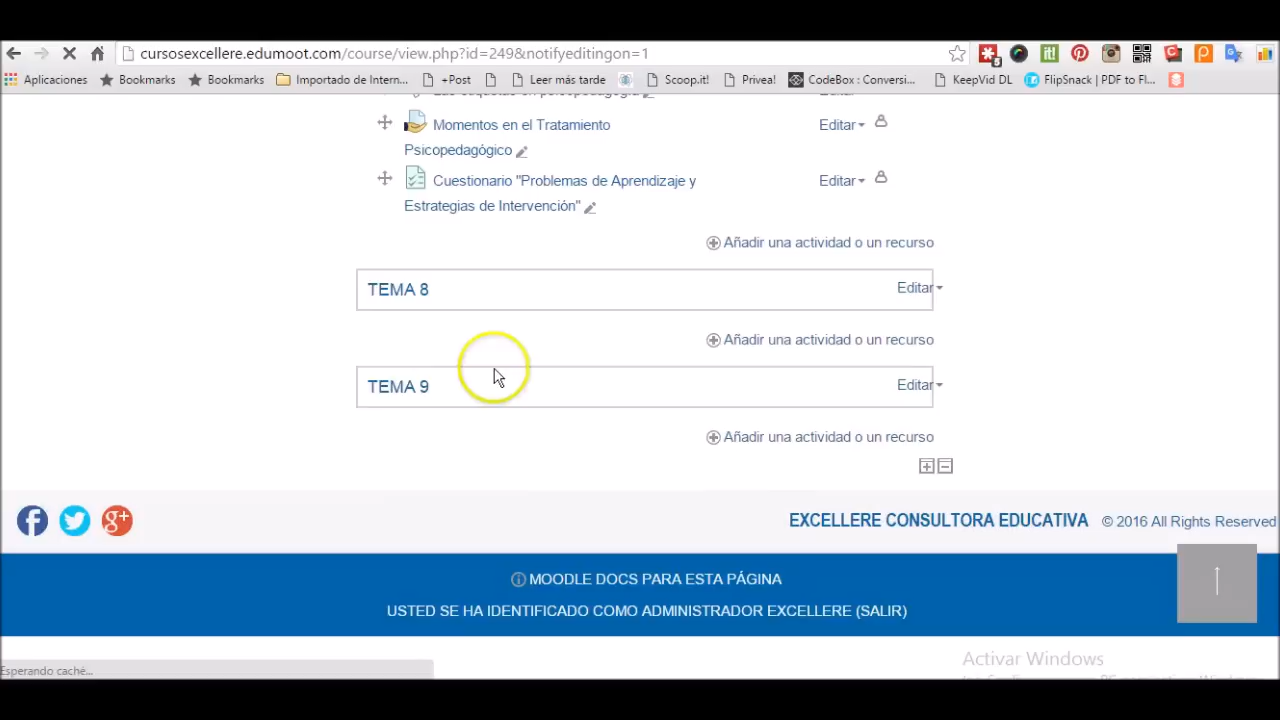 cursosexcellere.edumoot.com/course/view.php?id=249&notifyeditingon=1
Aplicaciones Bookmarks Bookmarks Importado de Intern... +Post Leer más tarde Scoop.it! Privea! CodeBox : Conversi... KeepVid DL FlipSnack | PDF to Fl...
Momentos en el Tratamiento Editar
Psicopedagógico
Cuestionario "Problemas de Aprendizaje y Editar
Estrategias de Intervención"
Añadir una actividad o un recurso
TEMA 8 Editar
Añadir una actividad o un recurso
TEMA 9 Editar
Añadir una actividad o un recurso
EXCELLERE CONSULTORA EDUCATIVA © 2016 All Rights Reserved
MOODLE DOCS PARA ESTA PÁGINA
USTED SE HA IDENTIFICADO COMO ADMINISTRADOR EXCELLERE (SALIR)
Activar Windows
Esperando caché...